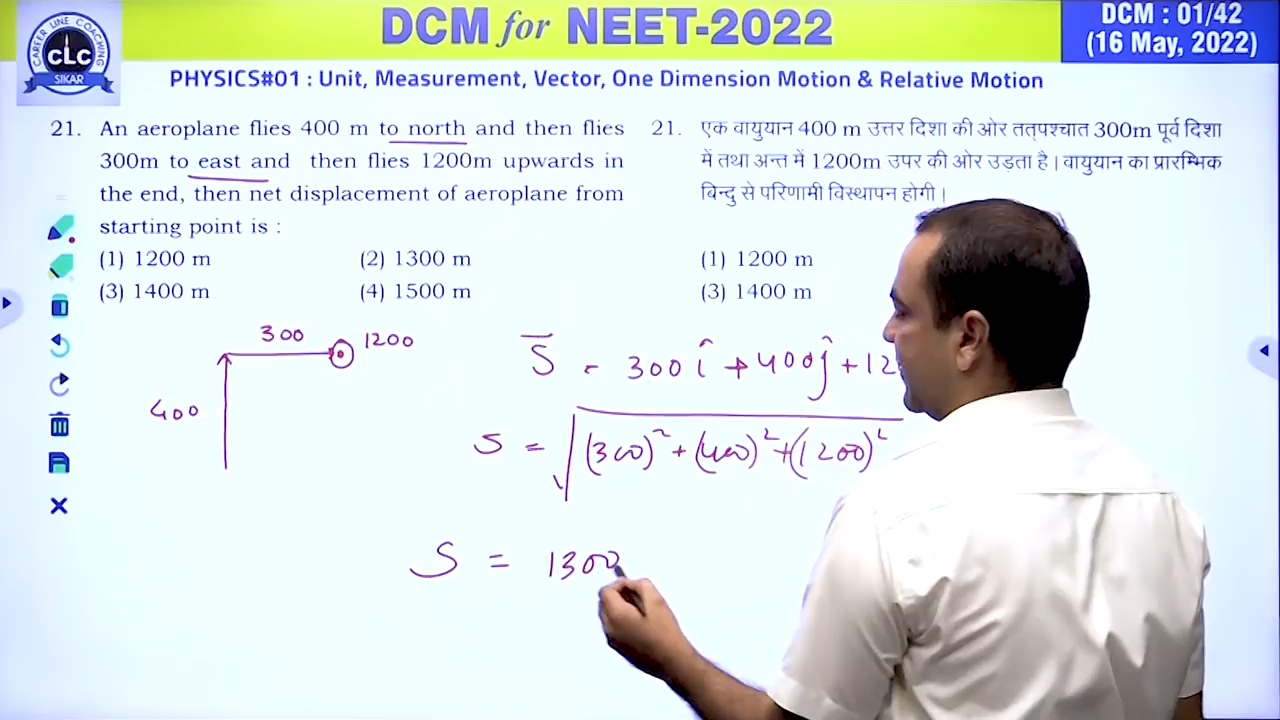 DCM for NEET-2022
DCM : 01/42
(16 May, 2022)
CAREER LINE COACHING
CLC
SIKAR
PHYSICS#01 : Unit, Measurement, Vector, One Dimension Motion & Relative Motion
21. An aeroplane flies 400 m to north and then flies
300m to east and then flies 1200m upwards in
the end, then net displacement of aeroplane from
starting point is :
(1) 1200 m (2) 1300 m
(3) 1400 m (4) 1500 m
21. एक वायुयान 400 m उत्तर दिशा की ओर तत्पश्चात 300m पूर्व दिशा
में तथा अन्त में 1200m उपर की ओर उड़ता है। वायुयान का प्रारम्भिक
बिन्दु से परिणामी विस्थापन होगी।
(1) 1200 m
(3) 1400 m
300 1200
400
S̅ = 300 î + 400 ĵ + 12
S = √(300)² + (400)² + (1200)²
S = 1300